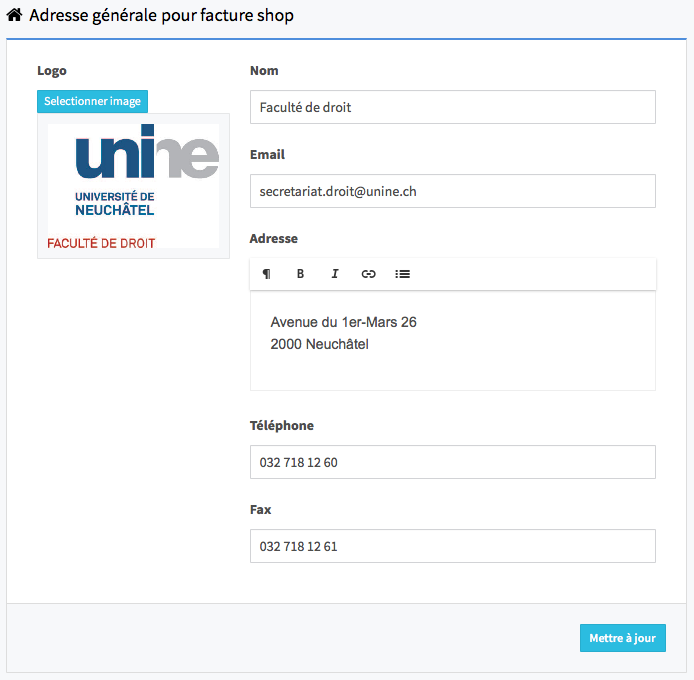 Adresse générale pour facture shop
Logo
Selectionner image
unine
UNIVERSITÉ DE
NEUCHÂTEL
FACULTÉ DE DROIT
Nom
Faculté de droit
Email
secretariat.droit@unine.ch
Adresse
¶ B I
Avenue du 1er-Mars 26
2000 Neuchâtel
Téléphone
032 718 12 60
Fax
032 718 12 61
Mettre à jour